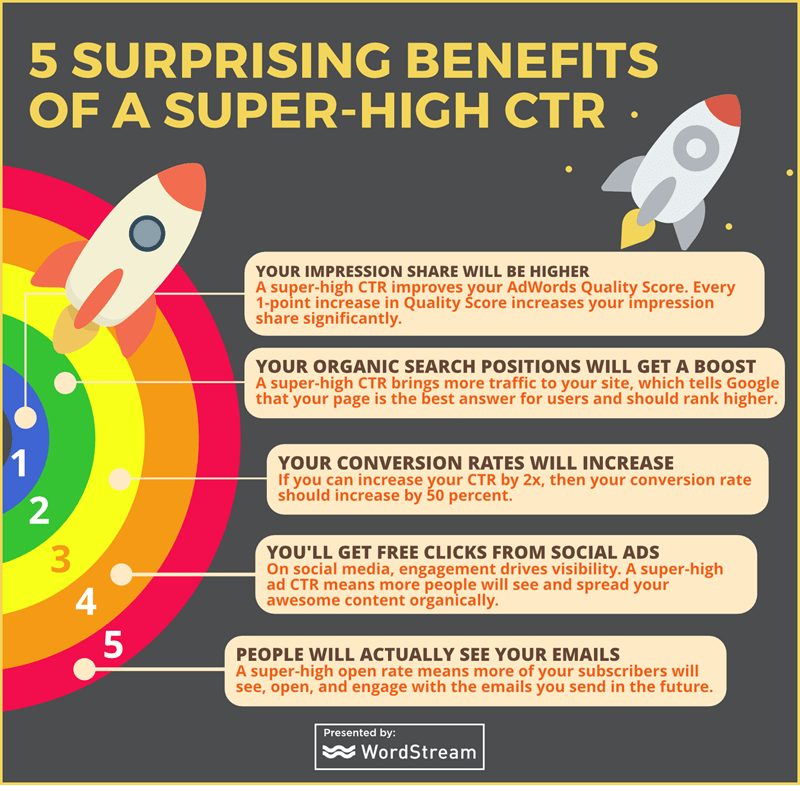 5 SURPRISING BENEFITS
OF A SUPER-HIGH CTR
YOUR IMPRESSION SHARE WILL BE HIGHER
A super-high CTR improves your AdWords Quality Score. Every
1-point increase in Quality Score increases your impression
share significantly.
YOUR ORGANIC SEARCH POSITIONS WILL GET A BOOST
A super-high CTR brings more traffic to your site, which tells Google
that your page is the best answer for users and should rank higher.
YOUR CONVERSION RATES WILL INCREASE
If you can increase your CTR by 2x, then your conversion rate
should increase by 50 percent.
YOU'LL GET FREE CLICKS FROM SOCIAL ADS
On social media, engagement drives visibility. A super-high
ad CTR means more people will see and spread your
awesome content organically.
PEOPLE WILL ACTUALLY SEE YOUR EMAILS
A super-high open rate means more of your subscribers will
see, open, and engage with the emails you send in the future.
1
2
3
4
5
Presented by:
WordStream